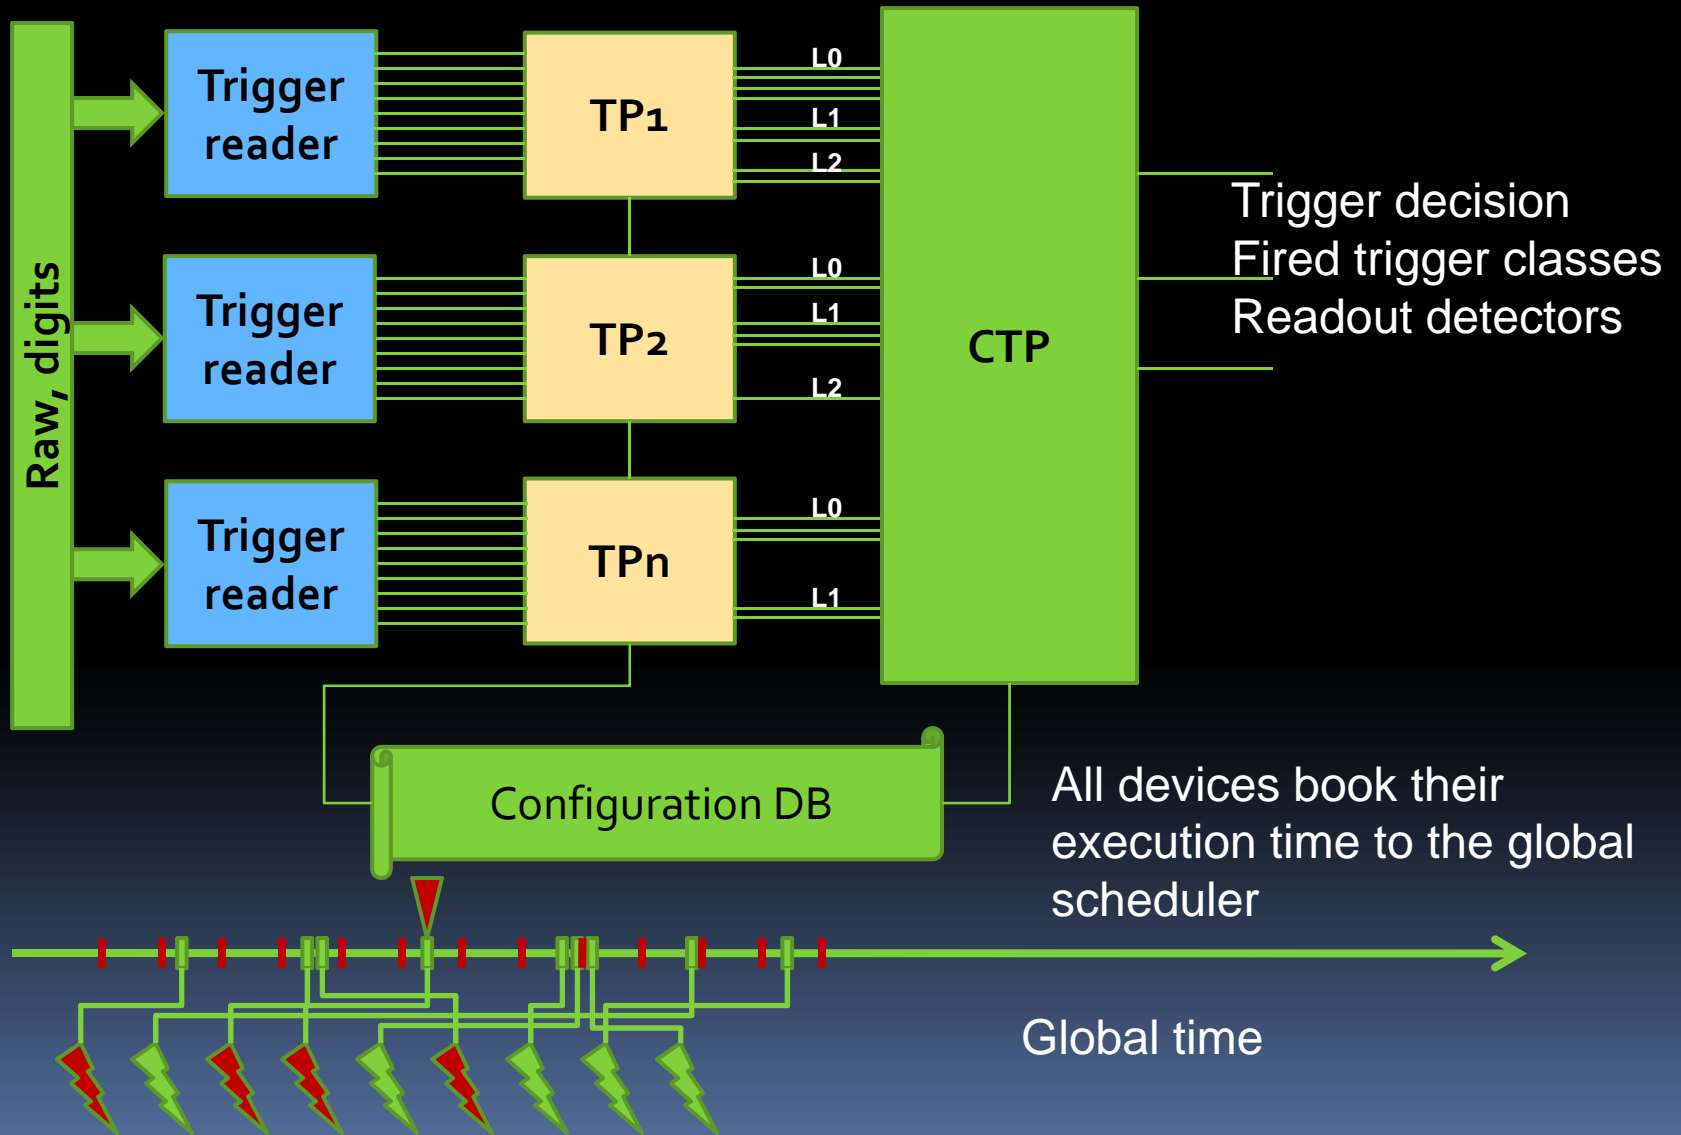 Raw, digits
Trigger
reader
TP1
L0
L1
L2
Trigger
reader
TP2
L0
L1
L2
Trigger
reader
TPn
L0
L1
CTP
Trigger decision
Fired trigger classes
Readout detectors
Configuration DB
All devices book their
execution time to the global
scheduler
Global time